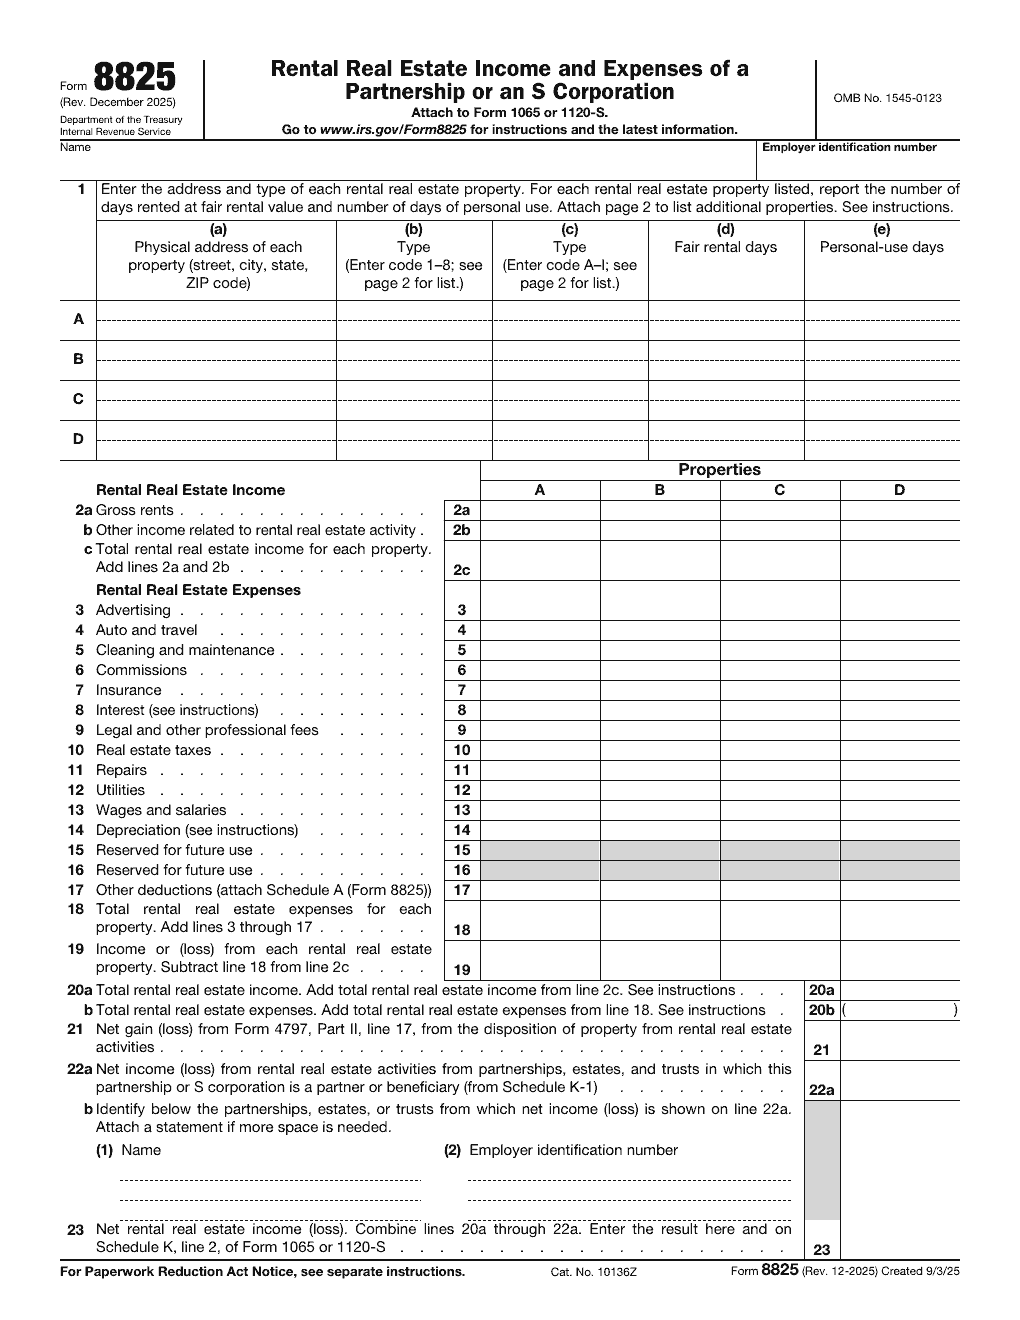 Form 8825
(Rev. December 2025)
Department of the Treasury
Internal Revenue Service
Rental Real Estate Income and Expenses of a
Partnership or an S Corporation
Attach to Form 1065 or 1120-S.
Go to www.irs.gov/Form8825 for instructions and the latest information.
OMB No. 1545-0123
Name
Employer identification number
1 Enter the address and type of each rental real estate property. For each rental real estate property listed, report the number of
days rented at fair rental value and number of days of personal use. Attach page 2 to list additional properties. See instructions.
(a)
Physical address of each
property (street, city, state,
ZIP code)
(b)
Type
(Enter code 1–8; see
page 2 for list.)
(c)
Type
(Enter code A–I; see
page 2 for list.)
(d)
Fair rental days
(e)
Personal-use days
A
B
C
D
Properties
Rental Real Estate Income A B C D
2a Gross rents . . . . . . . . . . . . . 2a
b Other income related to rental real estate activity . 2b
c Total rental real estate income for each property.
Add lines 2a and 2b . . . . . . . . . . 2c
Rental Real Estate Expenses
3 Advertising . . . . . . . . . . . . . 3
4 Auto and travel . . . . . . . . . . . 4
5 Cleaning and maintenance . . . . . . . . 5
6 Commissions . . . . . . . . . . . . 6
7 Insurance . . . . . . . . . . . . . 7
8 Interest (see instructions) . . . . . . . . 8
9 Legal and other professional fees . . . . . 9
10 Real estate taxes . . . . . . . . . . . 10
11 Repairs . . . . . . . . . . . . . . 11
12 Utilities . . . . . . . . . . . . . . 12
13 Wages and salaries . . . . . . . . . . 13
14 Depreciation (see instructions) . . . . . . 14
15 Reserved for future use . . . . . . . . . 15
16 Reserved for future use . . . . . . . . . 16
17 Other deductions (attach Schedule A (Form 8825)) 17
18 Total rental real estate expenses for each
property. Add lines 3 through 17 . . . . . . 18
19 Income or (loss) from each rental real estate
property. Subtract line 18 from line 2c . . . . 19
20a Total rental real estate income. Add total rental real estate income from line 2c. See instructions . . . 20a
b Total rental real estate expenses. Add total rental real estate expenses from line 18. See instructions . 20b ( )
21 Net gain (loss) from Form 4797, Part II, line 17, from the disposition of property from rental real estate
activities . . . . . . . . . . . . . . . . . . . . . . . . . . . . . . . . 21
22a Net income (loss) from rental real estate activities from partnerships, estates, and trusts in which this
partnership or S corporation is a partner or beneficiary (from Schedule K-1) . . . . . . . . . 22a
b Identify below the partnerships, estates, or trusts from which net income (loss) is shown on line 22a.
Attach a statement if more space is needed.
(1) Name (2) Employer identification number
23 Net rental real estate income (loss). Combine lines 20a through 22a. Enter the result here and on
Schedule K, line 2, of Form 1065 or 1120-S . . . . . . . . . . . . . . . . . . . . 23
For Paperwork Reduction Act Notice, see separate instructions. Cat. No. 10136Z Form 8825 (Rev. 12-2025) Created 9/3/25